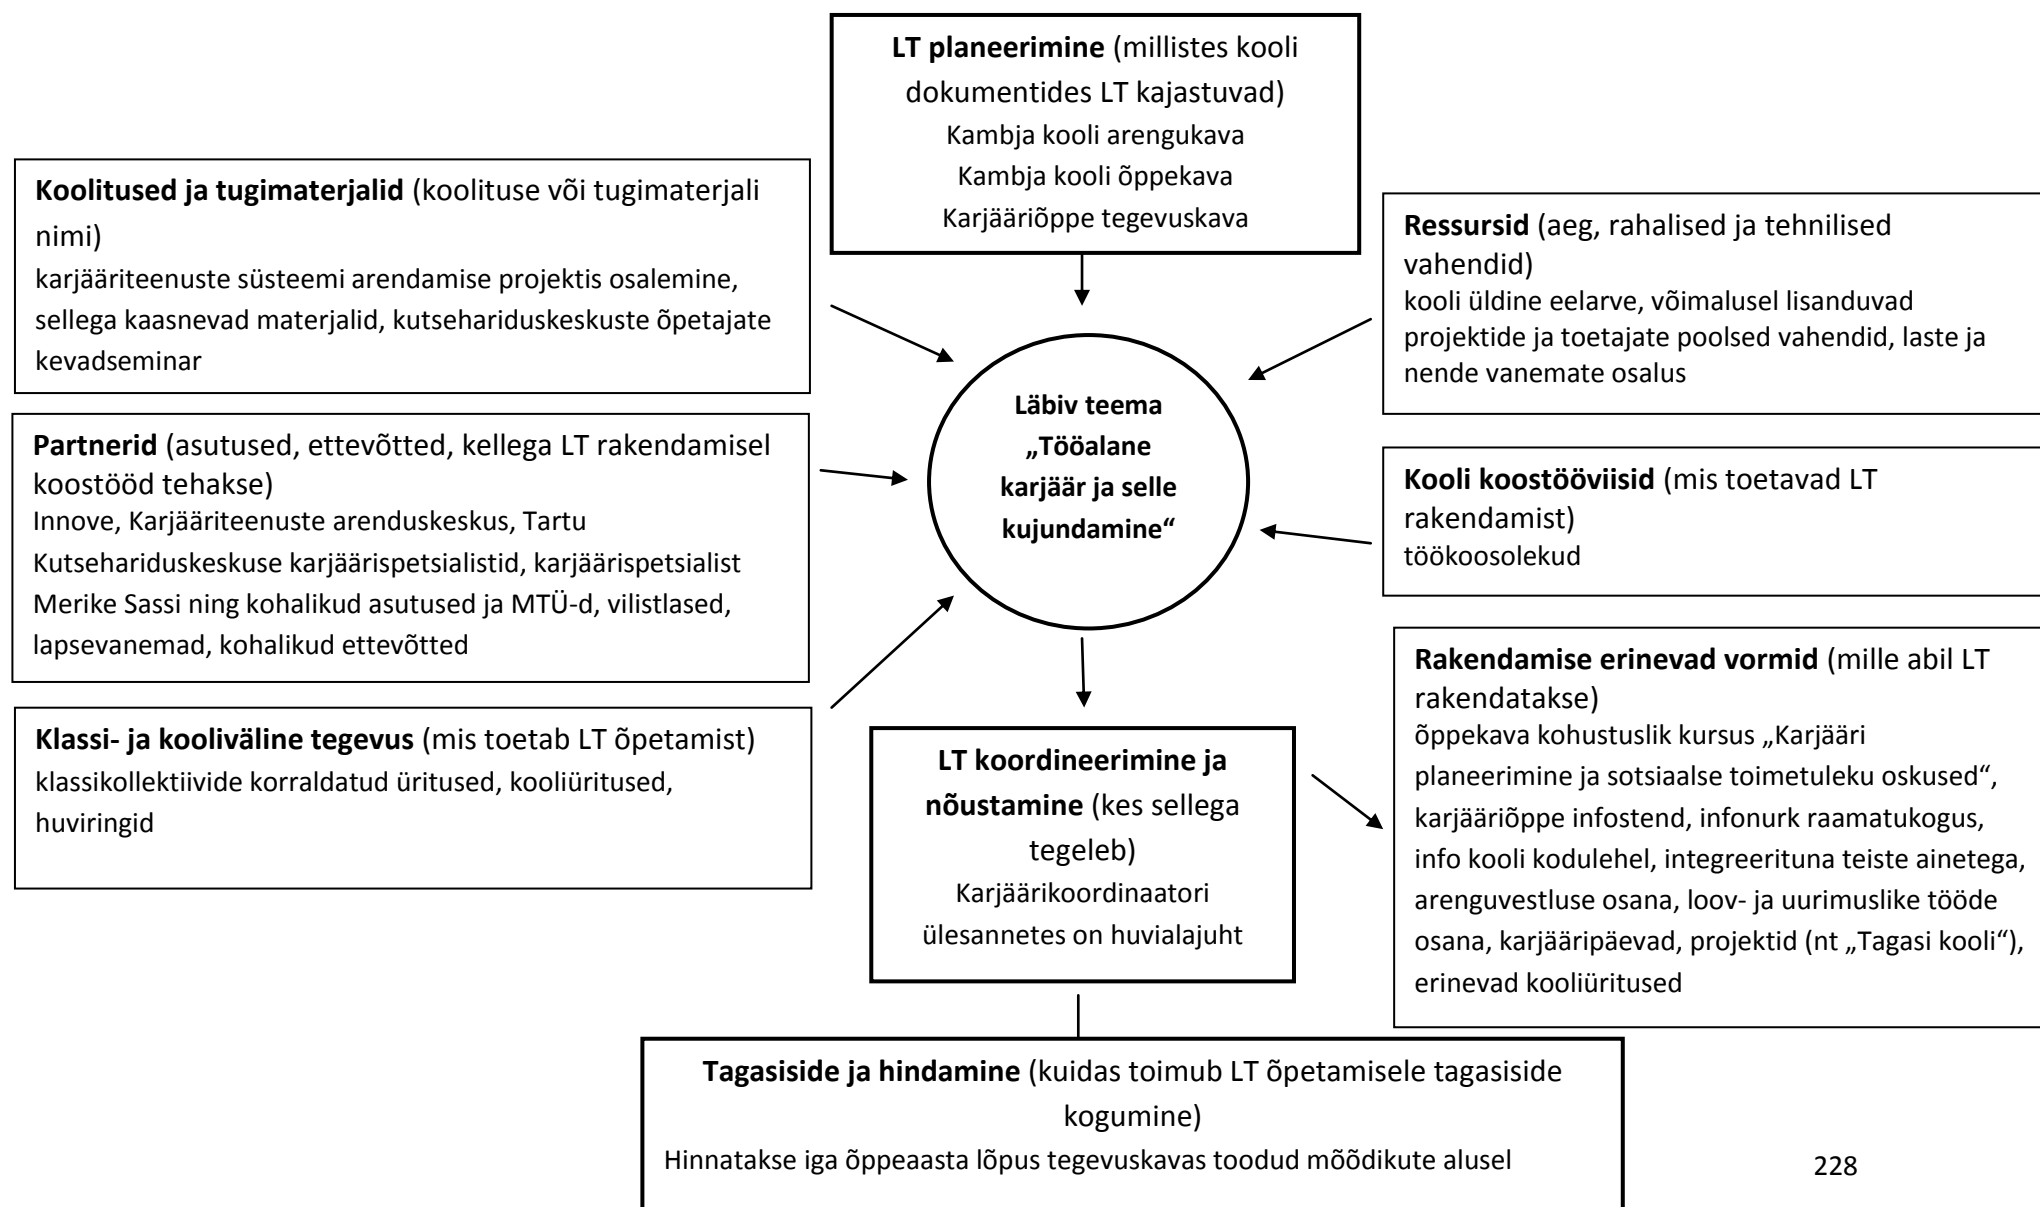 LT planeerimine (millistes kooli
dokumentides LT kajastuvad)
Kambja kooli arengukava
Kambja kooli õppekava
Karjääriõppe tegevuskava
Koolitused ja tugimaterjalid (koolituse või tugimaterjali
nimi)
karjääriteenuste süsteemi arendamise projektis osalemine,
sellega kaasnevad materjalid, kutsehariduskeskuste õpetajate
kevadseminar
Ressursid (aeg, rahalised ja tehnilised
vahendid)
kooli üldine eelarve, võimalusel lisanduvad
projektide ja toetajate poolsed vahendid, laste ja
nende vanemate osalus
Läbiv teema
„Tööalane
karjäär ja selle
kujundamine“
Partnerid (asutused, ettevõtted, kellega LT rakendamisel
koostööd tehakse)
Innove, Karjääriteenuste arenduskeskus, Tartu
Kutsehariduskeskuse karjäärispetsialistid, karjäärispetsialist
Merike Sassi ning kohalikud asutused ja MTÜ-d, vilistlased,
lapsevanemad, kohalikud ettevõtted
Kooli koostööviisid (mis toetavad LT
rakendamist)
töökoosolekud
Klassi- ja kooliväline tegevus (mis toetab LT õpetamist)
klassikollektiivide korraldatud üritused, kooliüritused,
huviringid
LT koordineerimine ja
nõustamine (kes sellega
tegeleb)
Karjäärikoordinaatori
ülesannetes on huvialajuht
Rakendamise erinevad vormid (mille abil LT
rakendatakse)
õppekava kohustuslik kursus „Karjääri
planeerimine ja sotsiaalse toimetuleku oskused“,
karjääriõppe infostend, infonurk raamatukogus,
info kooli kodulehel, integreerituna teiste ainetega,
arenguvestluse osana, loov- ja uurimuslike tööde
osana, karjääripäevad, projektid (nt „Tagasi kooli“),
erinevad kooliüritused
Tagasiside ja hindamine (kuidas toimub LT õpetamisele tagasiside
kogumine)
Hinnatakse iga õppeaasta lõpus tegevuskavas toodud mõõdikute alusel
228